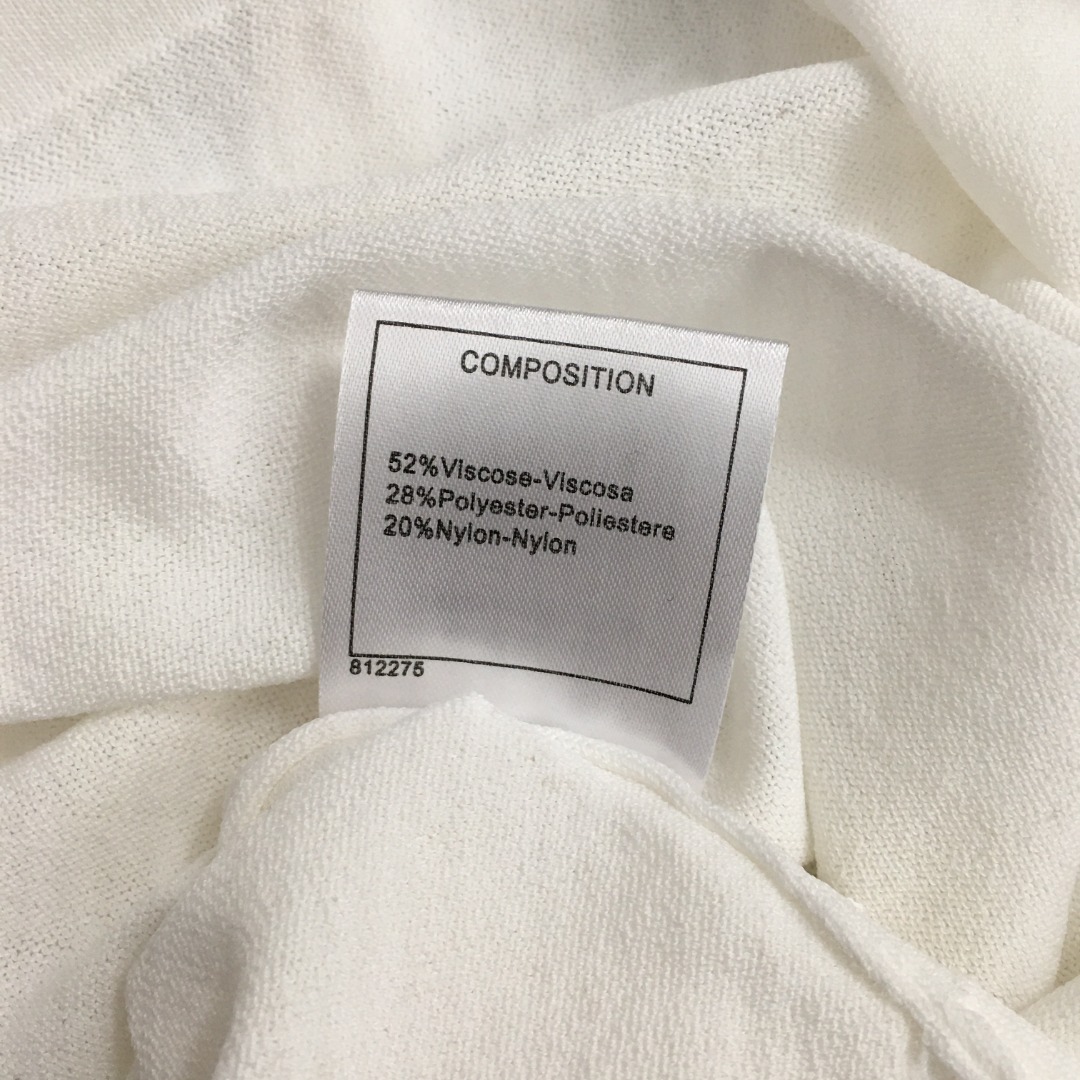 COMPOSITION
52%Viscose-Viscosa
28%Polyester-Poliestere
20%Nylon-Nylon
812275